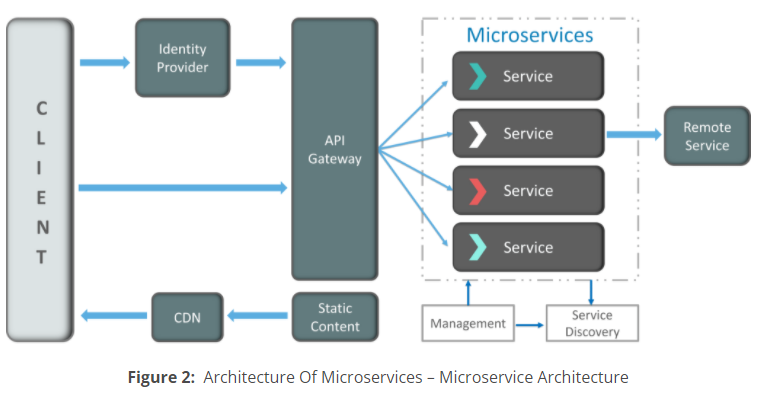 CLIENT
Identity
Provider
API
Gateway
Microservices
Service
Service
Service
Service
Remote
Service
CDN
Static
Content
Management
Service
Discovery
Figure 2: Architecture Of Microservices – Microservice Architecture